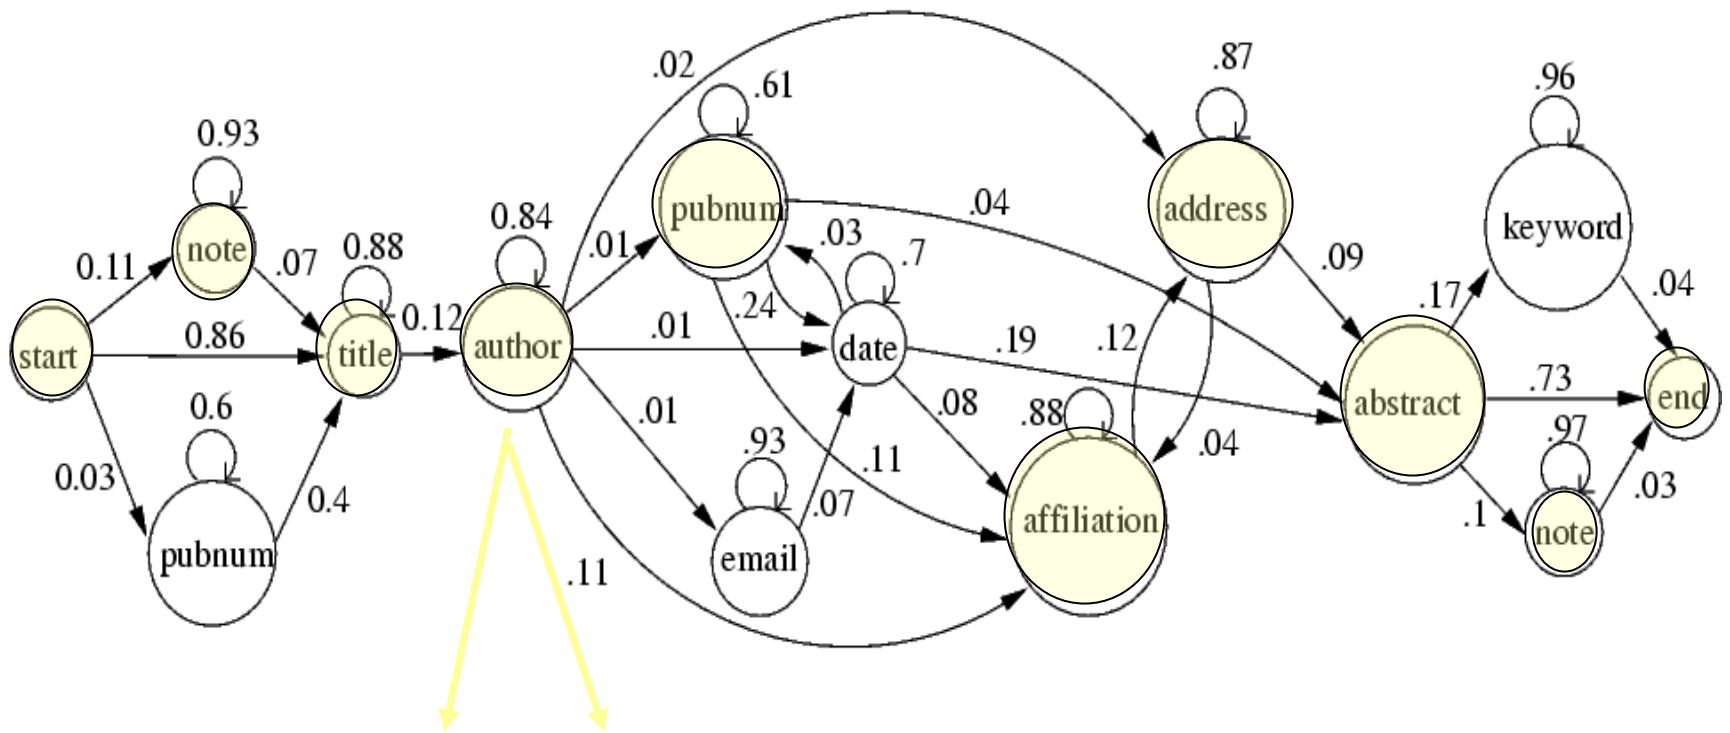 start
0.11
0.86
0.03
0.93
note
.07
0.6
pubnum
0.4
0.88
title
0.12
0.84
author
.02
.01
.01
.01
.11
.61
pubnum
.04
.03
.24
.11
.7
date
.19
.08
.93
email
.07
.88
affiliation
.12
.04
.87
address
.09
abstract
.17
.73
.1
.96
keyword
.04
.97
note
.03
end